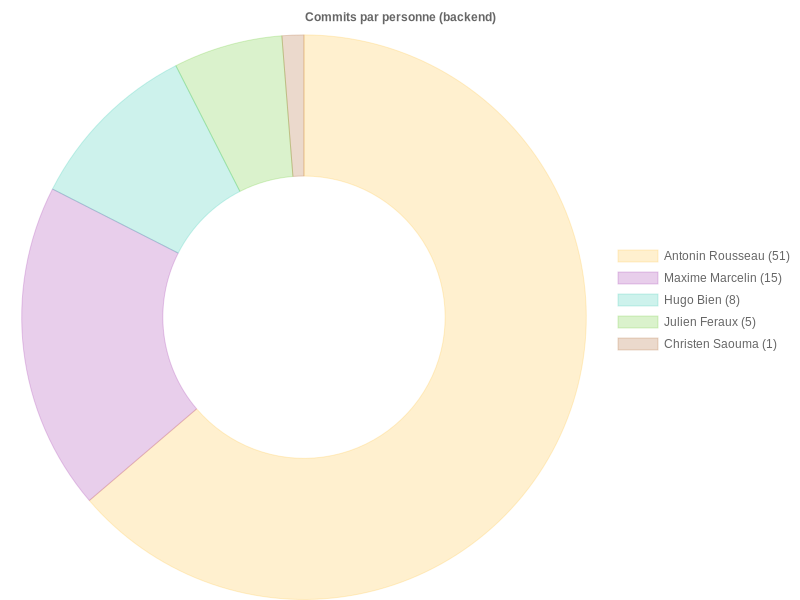 Commits par personne (backend)
Antonin Rousseau (51)
Maxime Marcelin (15)
Hugo Bien (8)
Julien Feraux (5)
Christen Saouma (1)